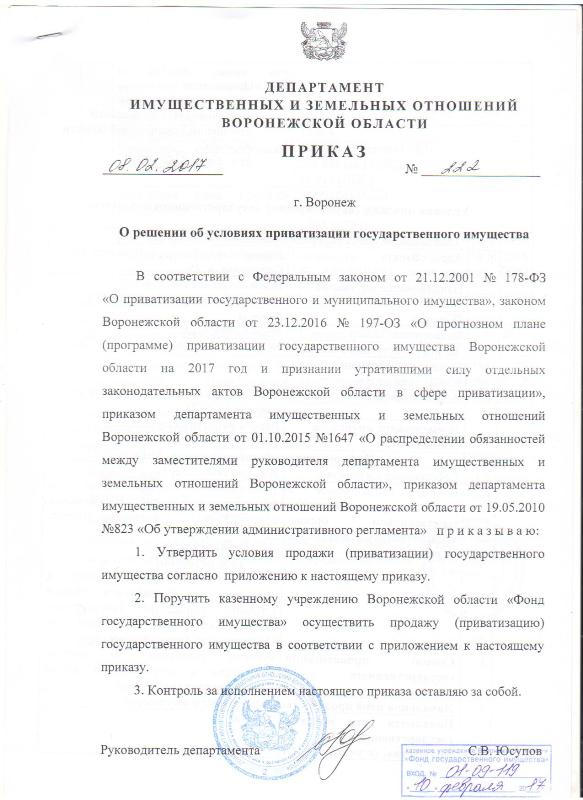 ДЕПАРТАМЕНТ
ИМУЩЕСТВЕННЫХ И ЗЕМЕЛЬНЫХ ОТНОШЕНИЙ
ВОРОНЕЖСКОЙ ОБЛАСТИ
ПРИКАЗ
08.02.2017 № 222
г. Воронеж
О решении об условиях приватизации государственного имущества
В соответствии с Федеральным законом от 21.12.2001 № 178-ФЗ
«О приватизации государственного и муниципального имущества», законом
Воронежской области от 23.12.2016 № 197-ОЗ «О прогнозном плане
(программе) приватизации государственного имущества Воронежской
области на 2017 год и признании утратившими силу отдельных
законодательных актов Воронежской области в сфере приватизации»,
приказом департамента имущественных и земельных отношений
Воронежской области от 01.10.2015 №1647 «О распределении обязанностей
между заместителями руководителя департамента имущественных и
земельных отношений Воронежской области», приказом департамента
имущественных и земельных отношений Воронежской области от 19.05.2010
№823 «Об утверждении административного регламента» п р и к а з ы в а ю:
1. Утвердить условия продажи (приватизации) государственного
имущества согласно приложению к настоящему приказу.
2. Поручить казенному учреждению Воронежской области «Фонд
государственного имущества» осуществить продажу (приватизацию)
государственного имущества в соответствии с приложением к настоящему
приказу.
3. Контроль за исполнением настоящего приказа оставляю за собой.
Руководитель департамента С.В. Юсупов
казенное учреждение
«Фонд государственного имущества»
ВХОД. № 01-09-119
"10" февраля 2017